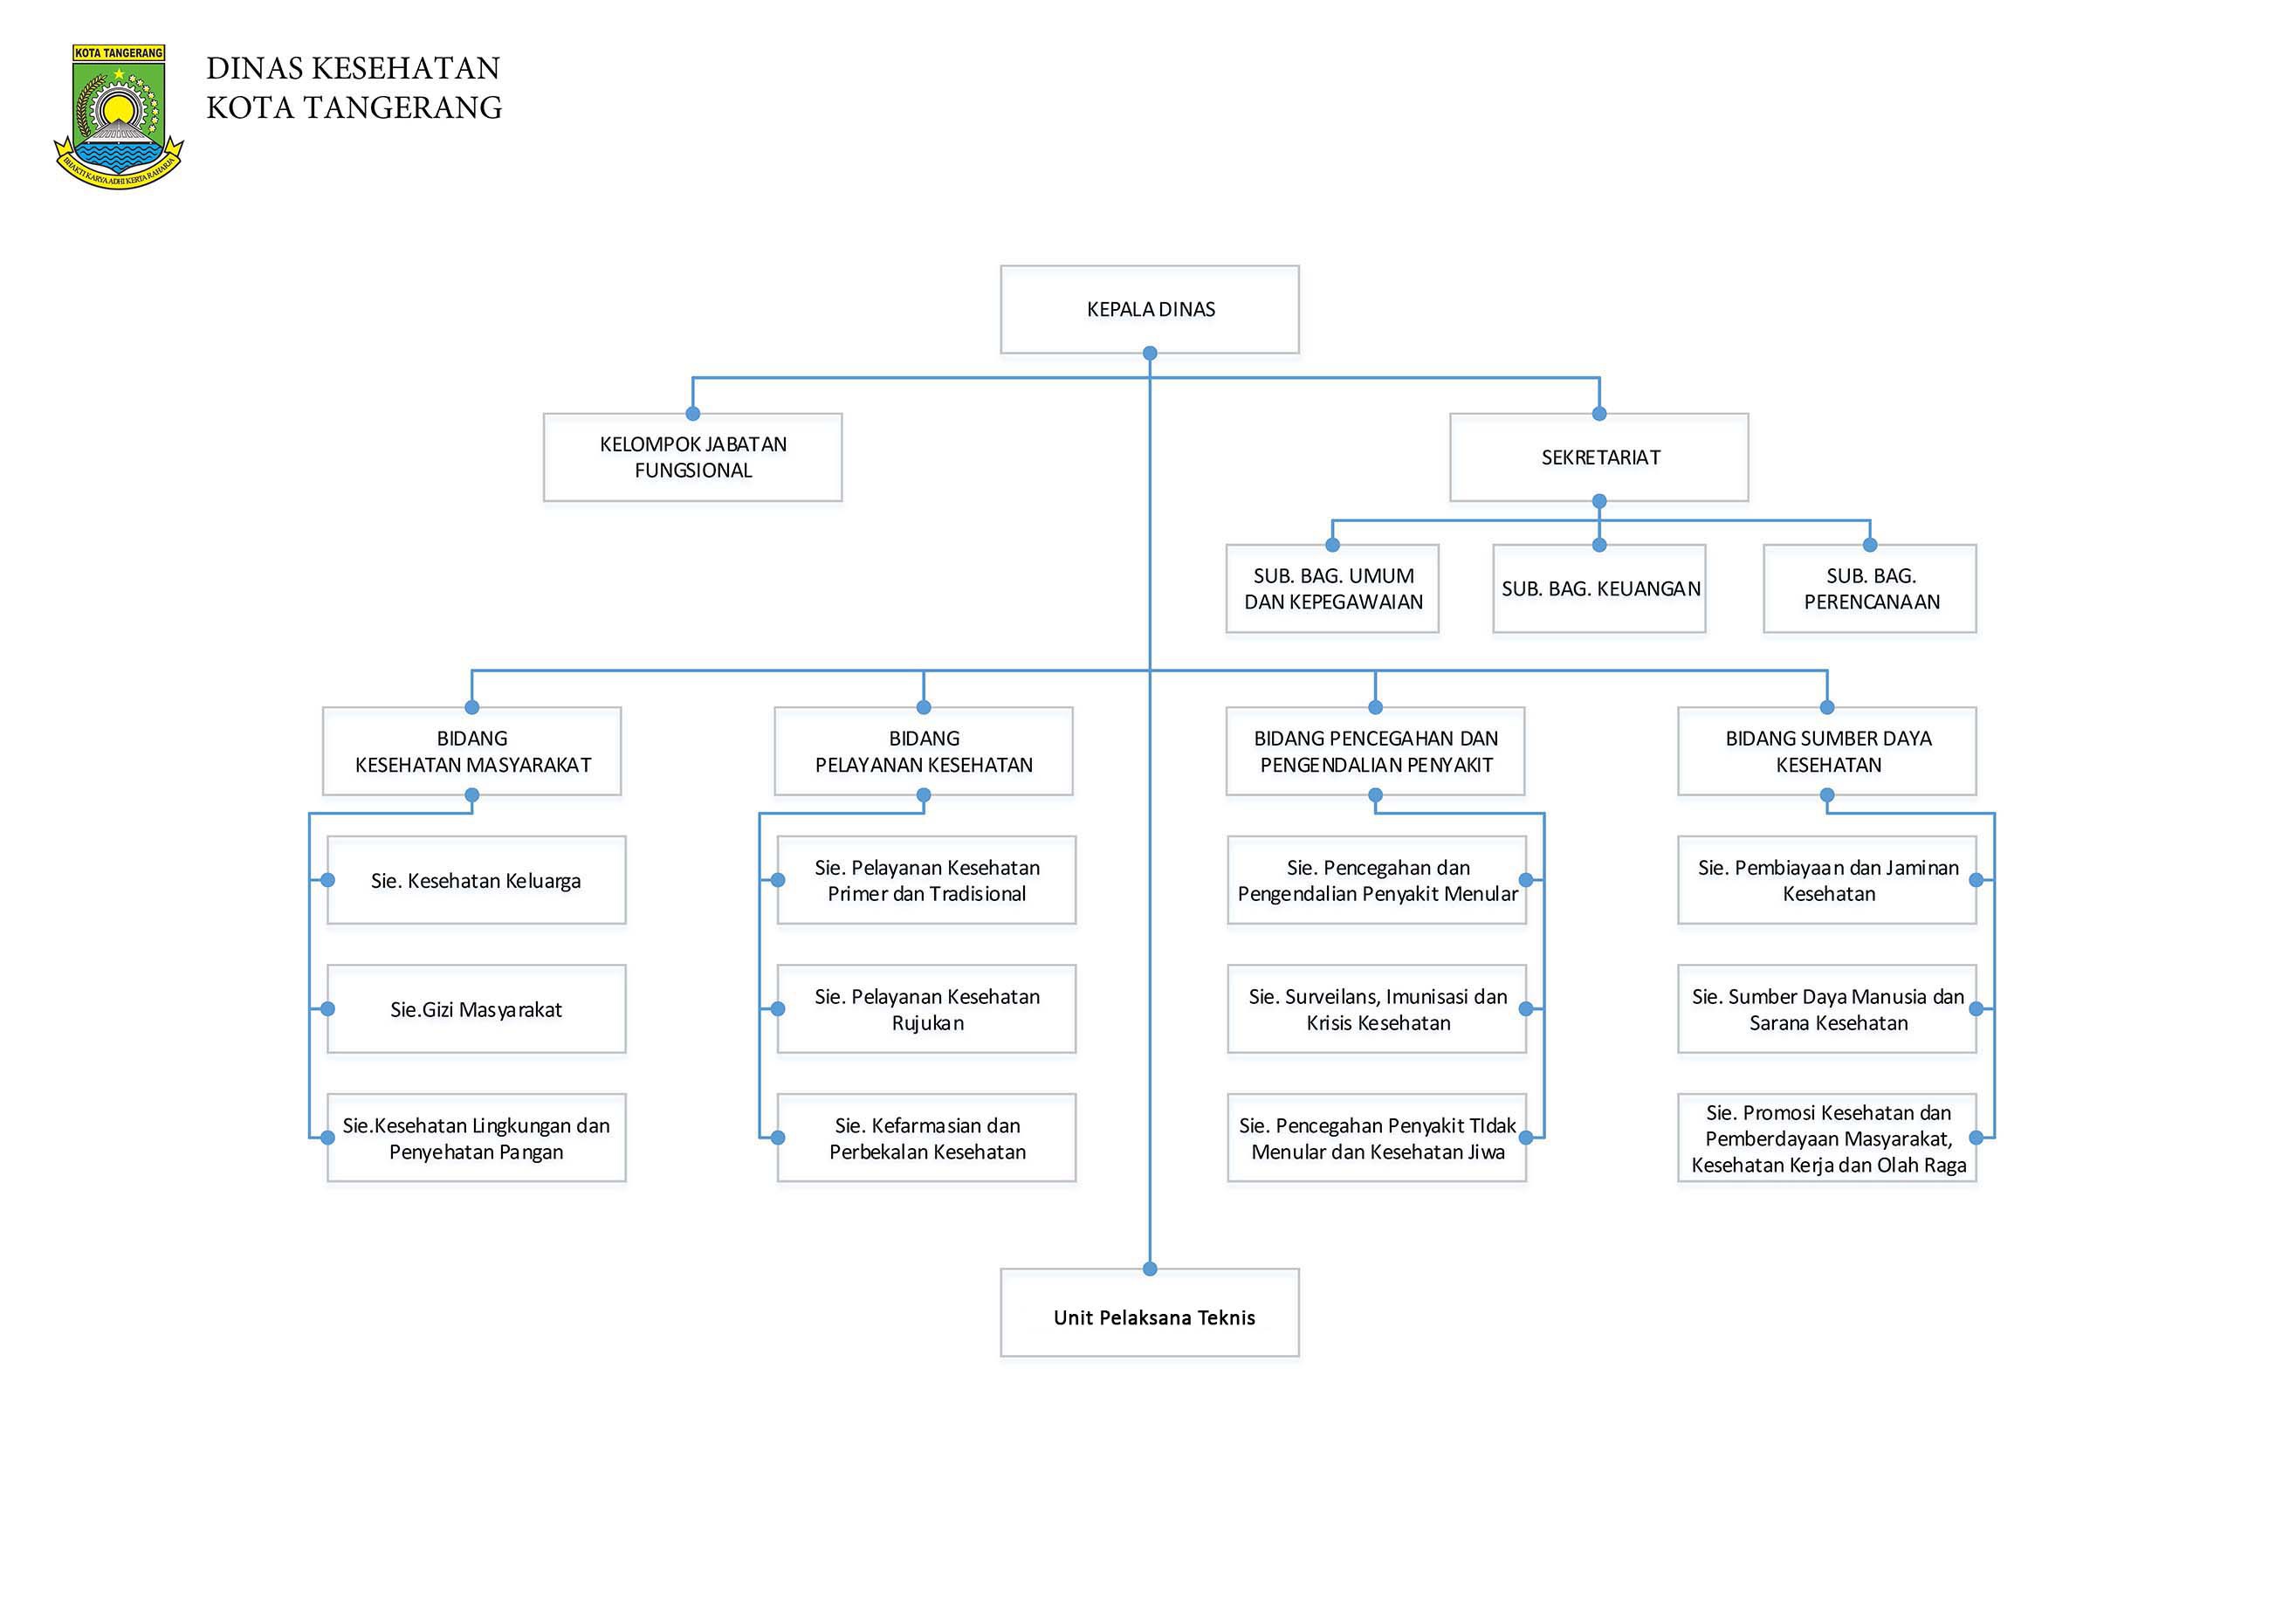 KOTA TANGERANG
BHAKTI KARYA ADHI KERTA RAHARJA
DINAS KESEHATAN
KOTA TANGERANG
KEPALA DINAS
KELOMPOK JABATAN
FUNGSIONAL
SEKRETARIAT
SUB. BAG. UMUM
DAN KEPEGAWAIAN
SUB. BAG. KEUANGAN
SUB. BAG.
PERENCANAAN
BIDANG
KESEHATAN MASYARAKAT
BIDANG
PELAYANAN KESEHATAN
BIDANG PENCEGAHAN DAN
PENGENDALIAN PENYAKIT
BIDANG SUMBER DAYA
KESEHATAN
Sie. Kesehatan Keluarga
Sie. Pelayanan Kesehatan
Primer dan Tradisional
Sie. Pencegahan dan
Pengendalian Penyakit Menular
Sie. Pembiayaan dan Jaminan
Kesehatan
Sie.Gizi Masyarakat
Sie. Pelayanan Kesehatan
Rujukan
Sie. Surveilans, Imunisasi dan
Krisis Kesehatan
Sie. Sumber Daya Manusia dan
Sarana Kesehatan
Sie.Kesehatan Lingkungan dan
Penyehatan Pangan
Sie. Kefarmasian dan
Perbekalan Kesehatan
Sie. Pencegahan Penyakit TIdak
Menular dan Kesehatan Jiwa
Sie. Promosi Kesehatan dan
Pemberdayaan Masyarakat,
Kesehatan Kerja dan Olah Raga
Unit Pelaksana Teknis